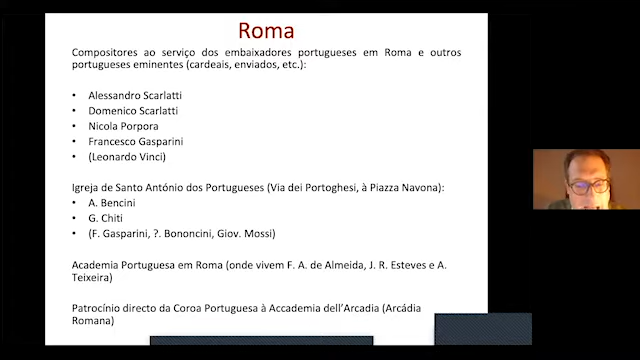 Roma
Compositores ao serviço dos embaixadores portugueses em Roma e outros
portugueses eminentes (cardeais, enviados, etc.):
• Alessandro Scarlatti
• Domenico Scarlatti
• Nicola Porpora
• Francesco Gasparini
• (Leonardo Vinci)
Igreja de Santo António dos Portugueses (Via dei Portoghesi, à Piazza Navona):
• A. Bencini
• G. Chiti
• (F. Gasparini, ?. Bononcini, Giov. Mossi)
Academia Portuguesa em Roma (onde vivem F. A. de Almeida, J. R. Esteves e A.
Teixeira)
Patrocínio directo da Coroa Portuguesa à Accademia dell'Arcadia (Arcádia
Romana)